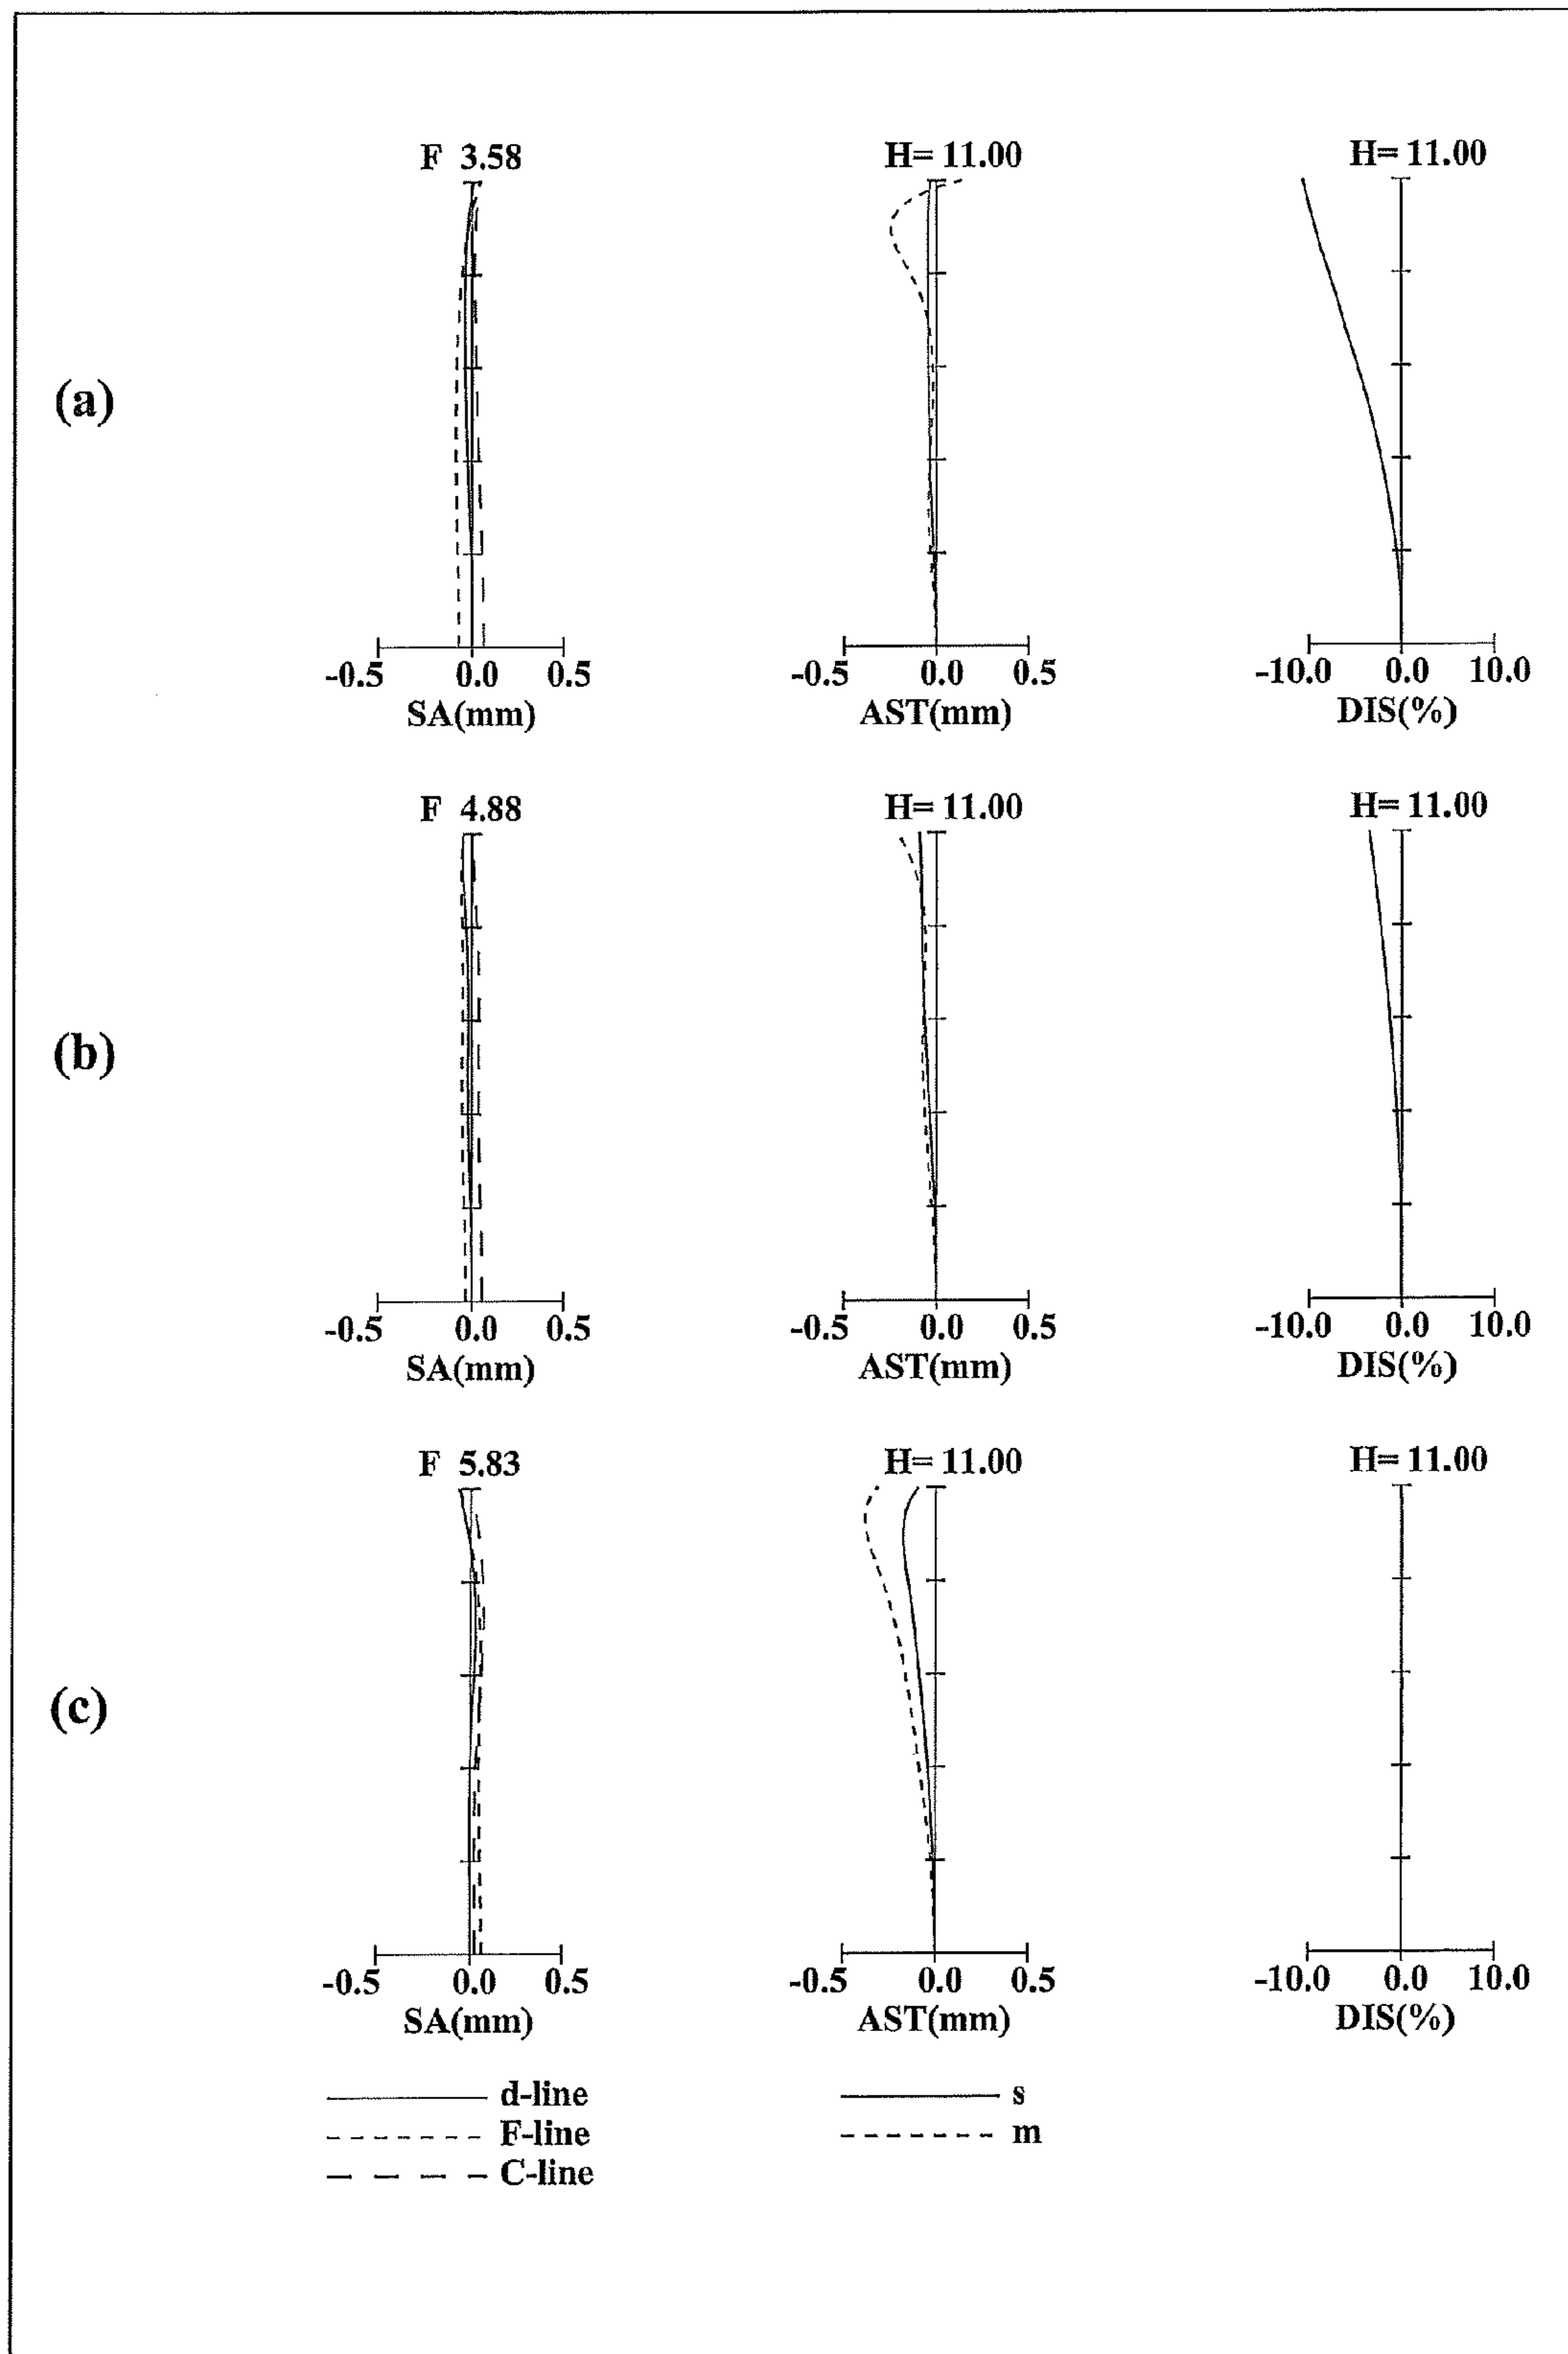 F 3.58 H= 11.00 H= 11.00
(a)
-0.5 0.0 0.5 -0.5 0.0 0.5 -10.0 0.0 10.0
SA(mm) AST(mm) DIS(%)
F 4.88 H= 11.00 H= 11.00
(b)
-0.5 0.0 0.5 -0.5 0.0 0.5 -10.0 0.0 10.0
SA(mm) AST(mm) DIS(%)
F 5.83 H= 11.00 H= 11.00
(c)
-0.5 0.0 0.5 -0.5 0.0 0.5 -10.0 0.0 10.0
SA(mm) AST(mm) DIS(%)
d-line s
F-line m
C-line